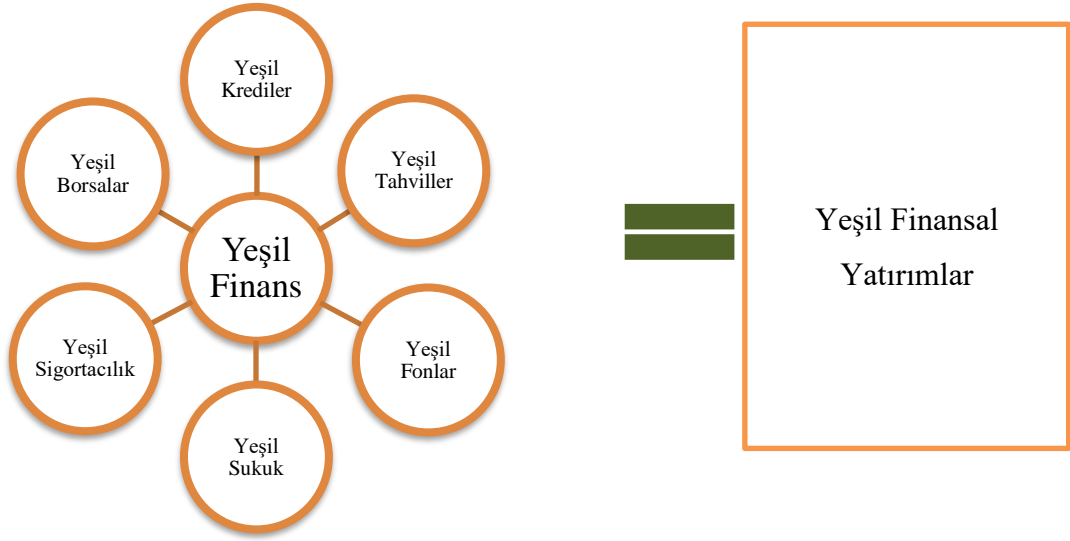 Yeşil
Krediler
Yeşil
Tahviller
Yeşil
Fonlar
Yeşil
Sukuk
Yeşil
Sigortacılık
Yeşil
Borsalar
Yeşil
Finans
Yeşil Finansal
Yatırımlar